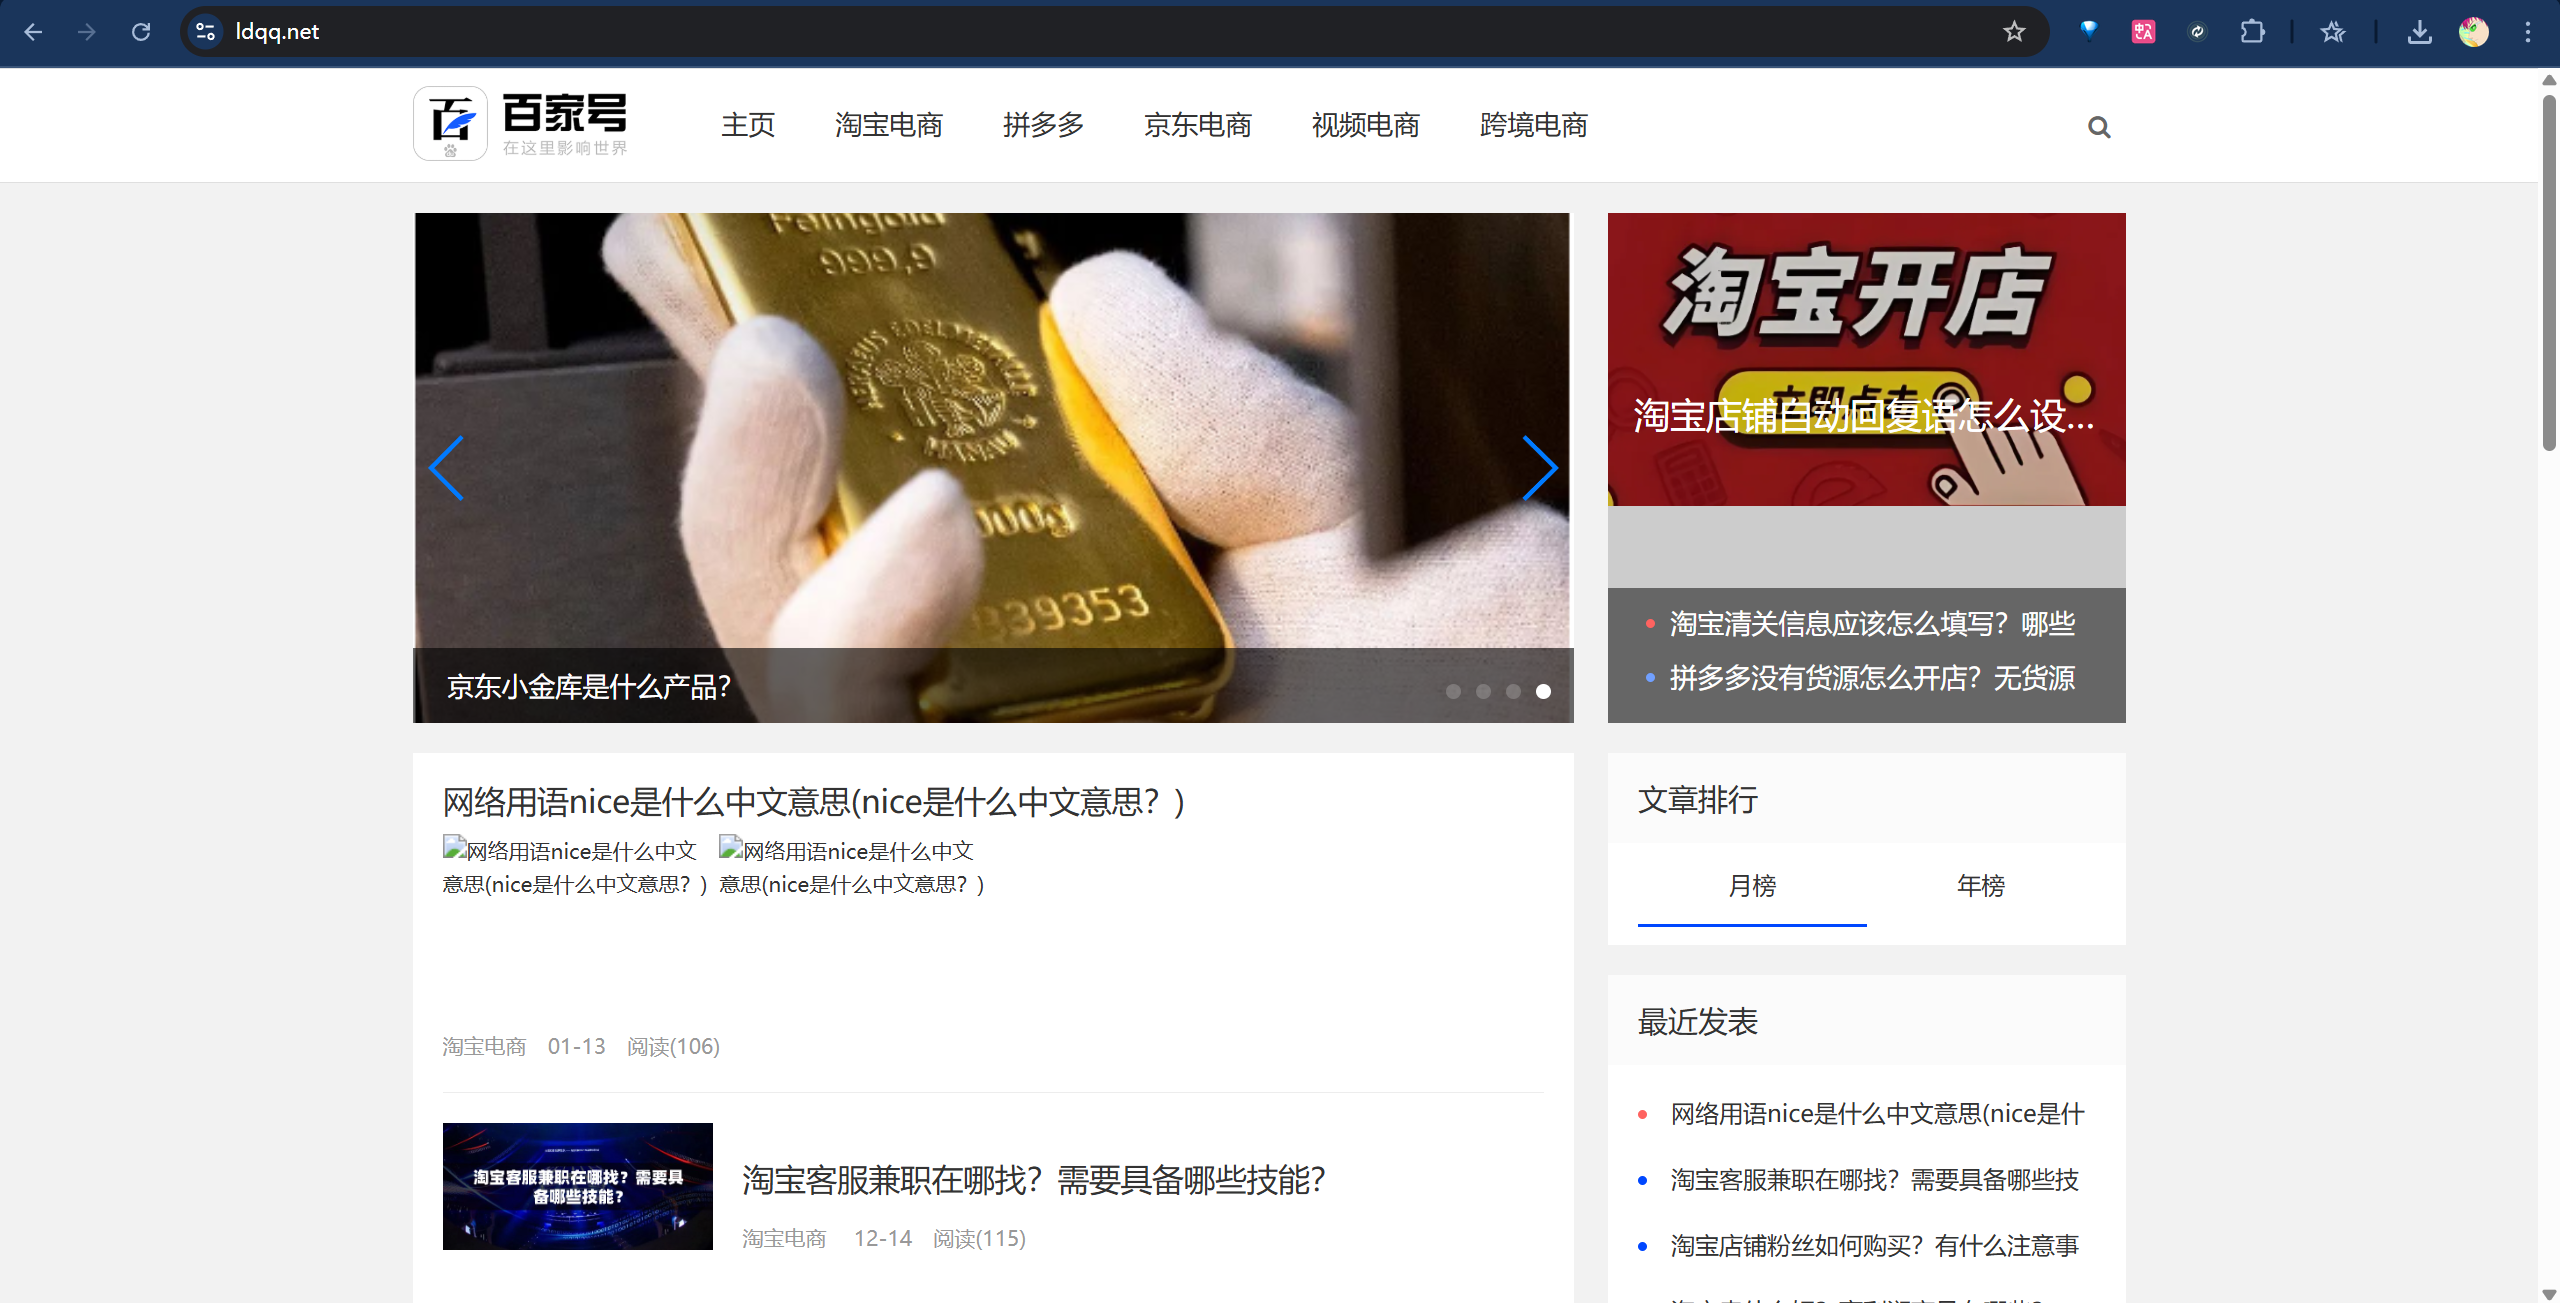 ldqq.net
百
百家号
在这里影响世界
主页
淘宝电商
拼多多
京东电商
视频电商
跨境电商
Feingold
999,9
1000g
939353
京东小金库是什么产品？
淘宝开店
立即点击
淘宝店铺自动回复语怎么设...
淘宝清关信息应该怎么填写？哪些
拼多多没有货源怎么开店？无货源
网络用语nice是什么中文意思(nice是什么中文意思？)
网络用语nice是什么中文
意思(nice是什么中文意思？)
网络用语nice是什么中文
意思(nice是什么中文意思？)
淘宝电商 01-13 阅读(106)
淘宝客服兼职在哪找？需要具
备哪些技能？
淘宝客服兼职在哪找？需要具备哪些技能？
淘宝电商 12-14 阅读(115)
文章排行
月榜
年榜
最近发表
网络用语nice是什么中文意思(nice是什
淘宝客服兼职在哪找？需要具备哪些技
淘宝店铺粉丝如何购买？有什么注意事